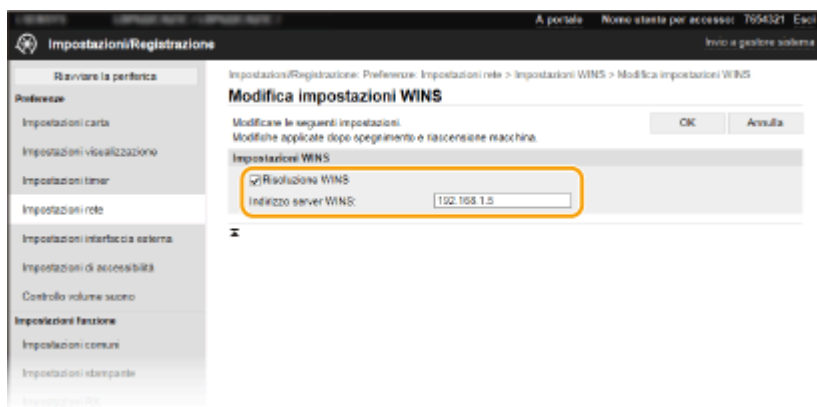 A portale Nome utente per accesso: 7654321 Esci
Impostazioni/Registrazione
Invio a gestore sistema
Riavviare la periferica
Preferenze
Impostazioni carta
Impostazioni visualizzazione
Impostazioni timer
Impostazioni rete
Impostazioni interfaccia esterna
Impostazioni di accessibilità
Controllo volume suono
Impostazioni funzione
Impostazioni comuni
Impostazioni stampante
Impostazioni/Registrazione: Preferenze: Impostazioni rete > Impostazioni WINS > Modifica impostazioni WINS
Modifica impostazioni WINS
Modificare le seguenti impostazioni.
Modifiche applicate dopo spegnimento e riaccensione macchina.
OK Annulla
Impostazioni WINS
Risoluzione WINS
Indirizzo server WINS: 192.168.1.5